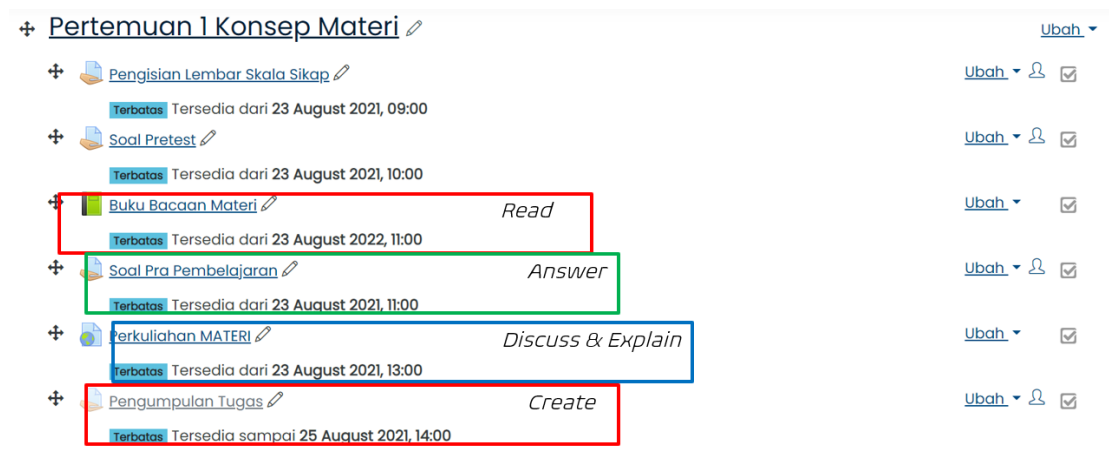 Pertemuan 1 Konsep Materi Ubah
Pengisian Lembar Skala Sikap Ubah
Terbatas Tersedia dari 23 August 2021, 09:00
Soal Pretest Ubah
Terbatas Tersedia dari 23 August 2021, 10:00
Buku Bacaan Materi Read Ubah
Terbatas Tersedia dari 23 August 2022, 11:00
Soal Pra Pembelajaran Answer Ubah
Terbatas Tersedia dari 23 August 2021, 11:00
Perkuliahan MATERI Discuss & Explain Ubah
Terbatas Tersedia dari 23 August 2021, 13:00
Pengumpulan Tugas Create Ubah
Terbatas Tersedia sampai 25 August 2021, 14:00